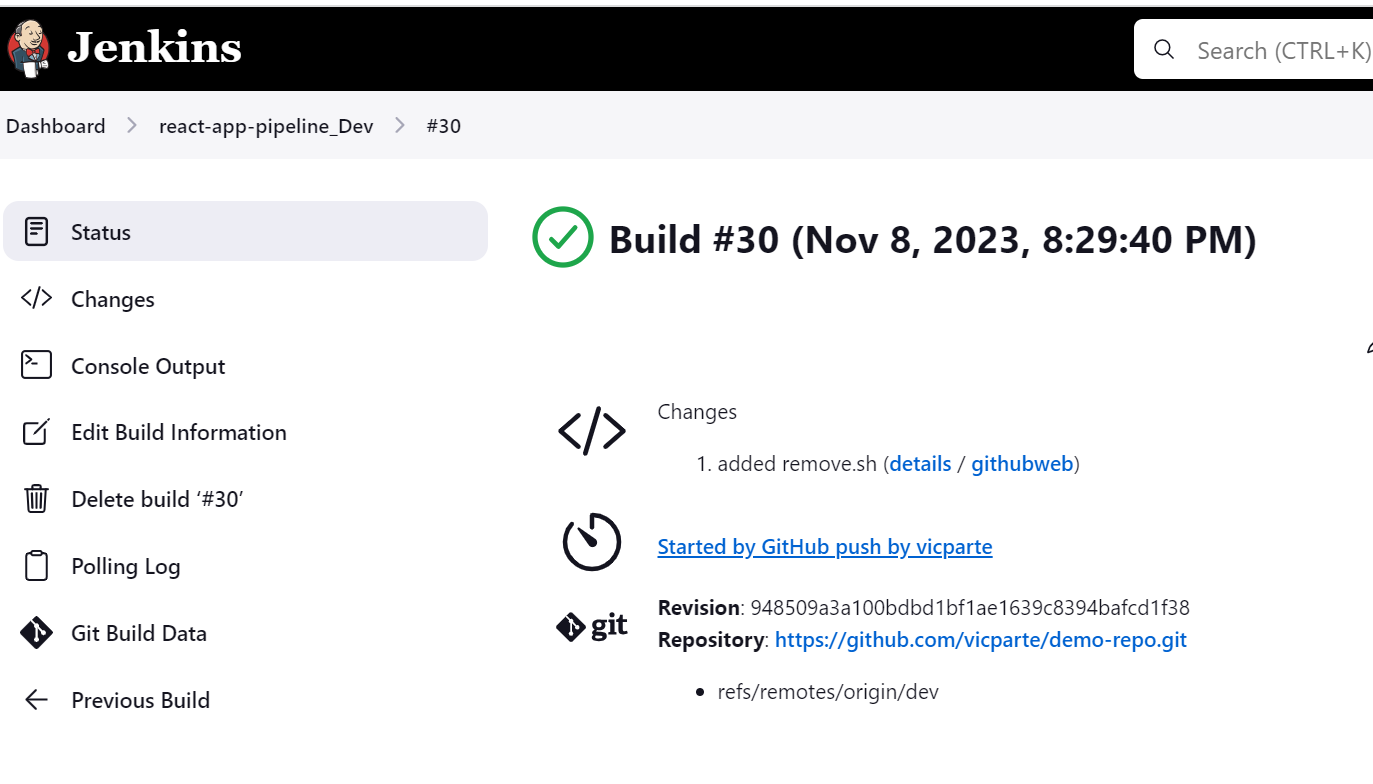 Jenkins
Search (CTRL+K)
Dashboard > react-app-pipeline_Dev > #30
Status
Changes
Console Output
Edit Build Information
Delete build ‘#30’
Polling Log
Git Build Data
Previous Build
Build #30 (Nov 8, 2023, 8:29:40 PM)
Changes
1. added remove.sh (details / githubweb)
Started by GitHub push by vicparte
git
Revision: 948509a3a100bdbd1bf1ae1639c8394bafcd1f38
Repository: https://github.com/vicparte/demo-repo.git
• refs/remotes/origin/dev